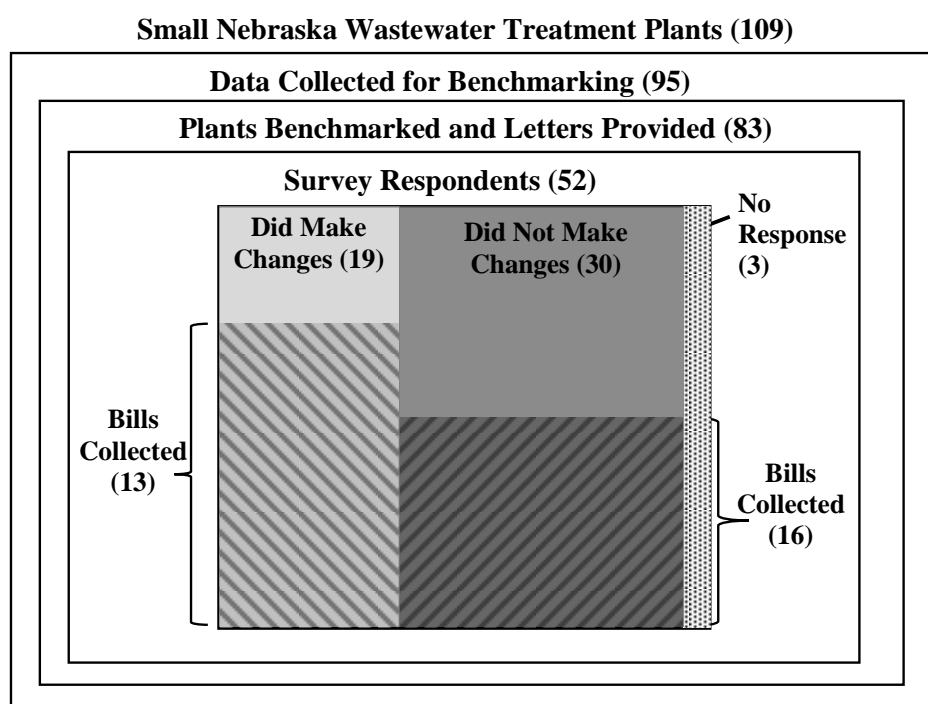 Small Nebraska Wastewater Treatment Plants (109)
Data Collected for Benchmarking (95)
Plants Benchmarked and Letters Provided (83)
Survey Respondents (52)
Did Make
Changes (19)
Did Not Make
Changes (30)
No
Response
(3)
Bills
Collected
(13)
Bills
Collected
(16)